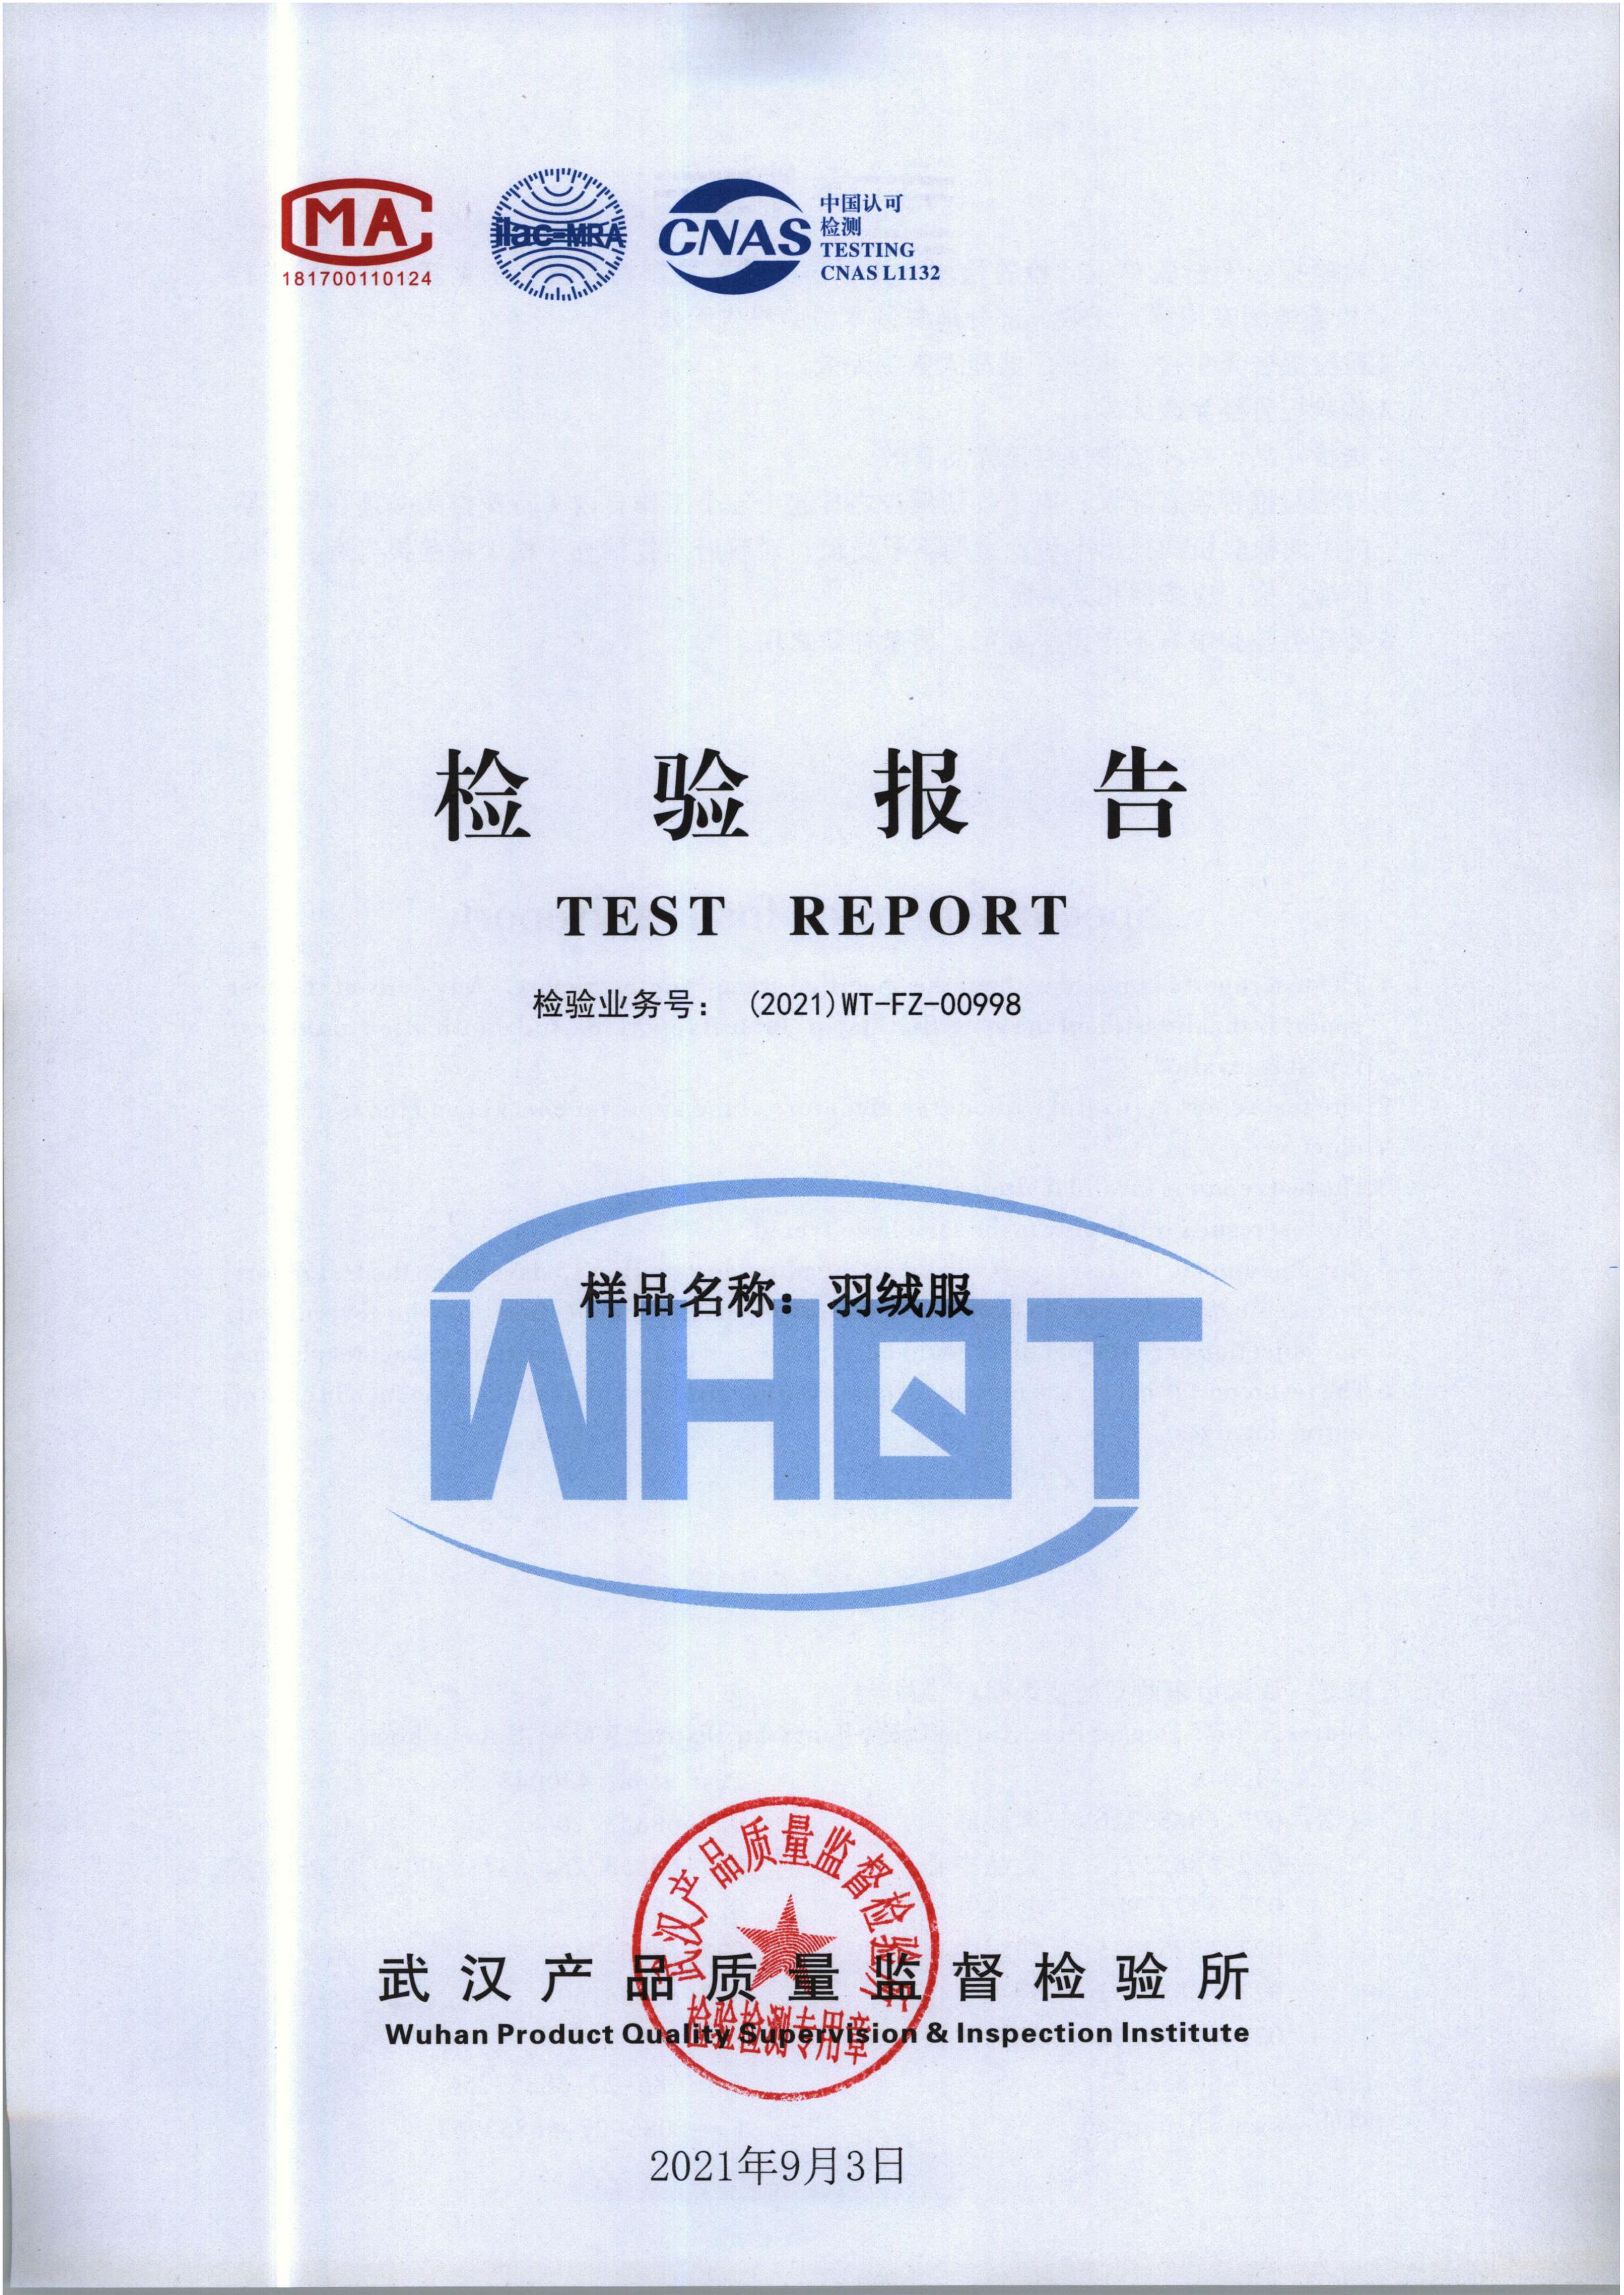 MA
181700110124
ilac-MRA
CNAS
中国认可
检测
TESTING
CNAS L1132
检验报告
TEST REPORT
检验业务号： (2021)WT-FZ-00998
样品名称：羽绒服
WHQT
武汉产品质量监督检验所
检验检测专用章
武汉产品质量监督检验所
Wuhan Product Quality Supervision & Inspection Institute
2021年9月3日